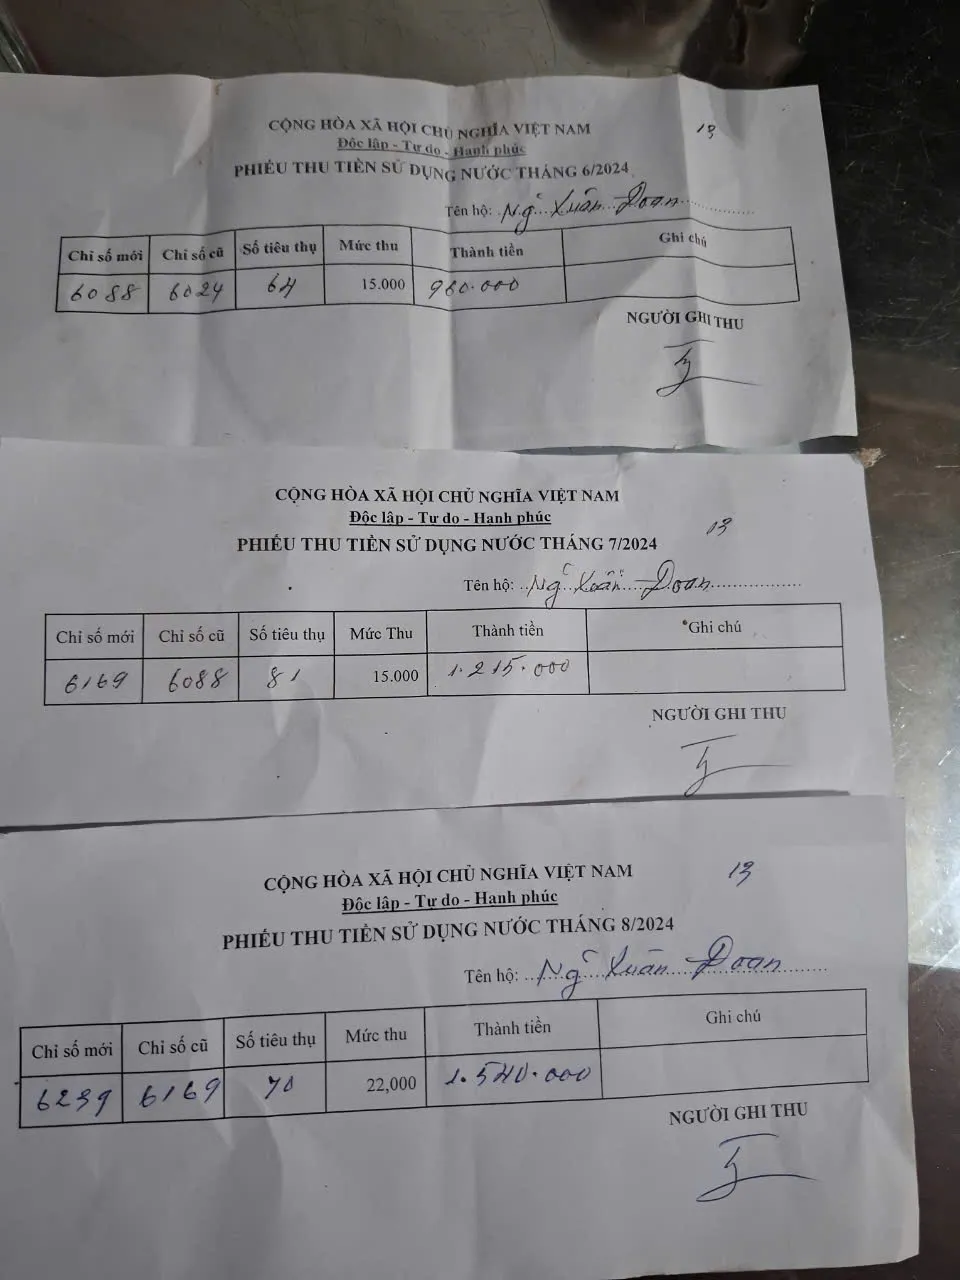 CỘNG HÒA XÃ HỘI CHỦ NGHĨA VIỆT NAM
13
Độc lập - Tự do - Hạnh phúc
PHIẾU THU TIỀN SỬ DỤNG NƯỚC THÁNG 6/2024
Tên hộ: Ng~ Xuân Đoan
Chỉ số mới Chỉ số cũ Số tiêu thụ Mức thu Thành tiền Ghi chú
6088 6024 64 15.000 960.000
NGƯỜI GHI THU
CỘNG HÒA XÃ HỘI CHỦ NGHĨA VIỆT NAM
Độc lập - Tự do - Hạnh phúc
13
PHIẾU THU TIỀN SỬ DỤNG NƯỚC THÁNG 7/2024
Tên hộ: Ng~ Xuân Đoan
Chỉ số mới Chỉ số cũ Số tiêu thụ Mức Thu Thành tiền Ghi chú
6169 6088 81 15.000 1.215.000
NGƯỜI GHI THU
CỘNG HÒA XÃ HỘI CHỦ NGHĨA VIỆT NAM
13
Độc lập - Tự do - Hạnh phúc
PHIẾU THU TIỀN SỬ DỤNG NƯỚC THÁNG 8/2024
Tên hộ: Ng~ Xuân Đoan
Chỉ số mới Chỉ số cũ Số tiêu thụ Mức thu Thành tiền Ghi chú
6239 6169 70 22,000 1.540.000
NGƯỜI GHI THU